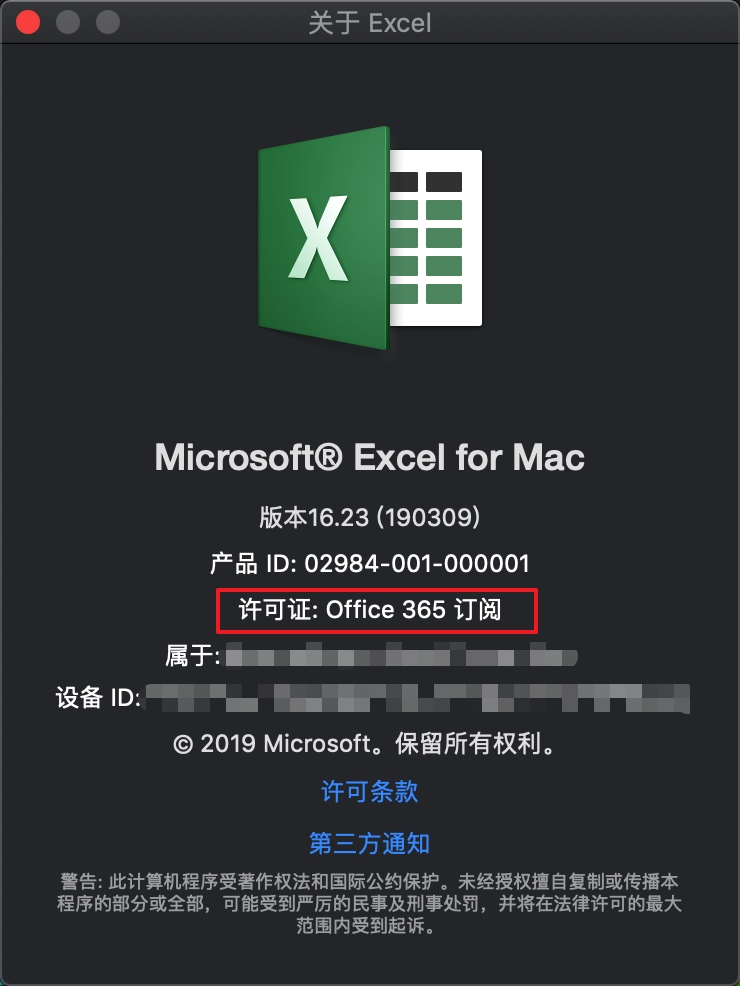 关于 Excel
X
Microsoft® Excel for Mac
版本16.23 (190309)
产品 ID: 02984-001-000001
许可证: Office 365 订阅
属于:
设备 ID:
© 2019 Microsoft。保留所有权利。
许可条款
第三方通知
警告: 此计算机程序受著作权法和国际公约保护。未经授权擅自复制或传播本
程序的部分或全部，可能受到严厉的民事及刑事处罚，并将在法律许可的最大
范围内受到起诉。